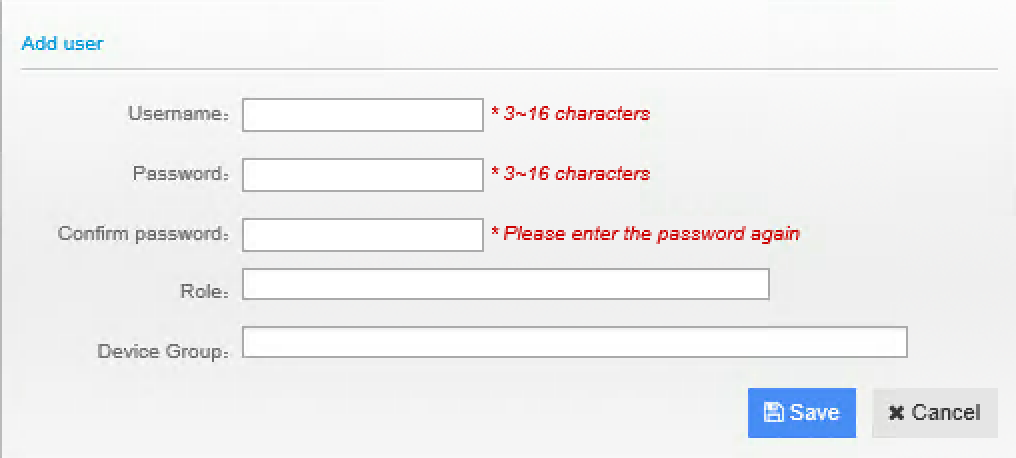 Add user
Username: * 3~16 characters
Password: * 3~16 characters
Confirm password: * Please enter the password again
Role:
Device Group:
Save Cancel